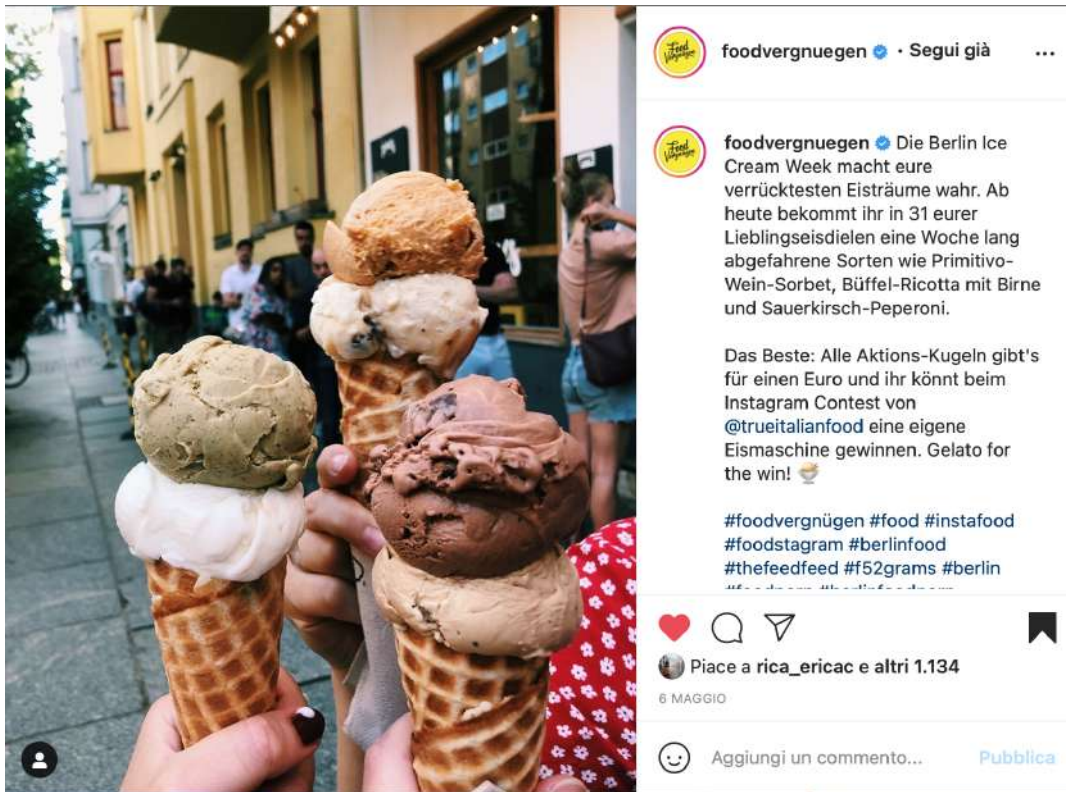 Food
Vergnuegen
foodvergnuegen • Segui già
Food
Vergnuegen
foodvergnuegen Die Berlin Ice
Cream Week macht eure
verrücktesten Eisträume wahr. Ab
heute bekommt ihr in 31 eurer
Lieblingseisdielen eine Woche lang
abgefahrene Sorten wie Primitivo-
Wein-Sorbet, Büffel-Ricotta mit Birne
und Sauerkirsch-Peperoni.
Das Beste: Alle Aktions-Kugeln gibt's
für einen Euro und ihr könnt beim
Instagram Contest von
@trueitalianfood eine eigene
Eismaschine gewinnen. Gelato for
the win!
#foodvergnügen #food #instafood
#foodstagram #berlinfood
#thefeedfeed #f52grams #berlin
Piace a rica_ericac e altri 1.134
6 MAGGIO
Aggiungi un commento... Pubblica